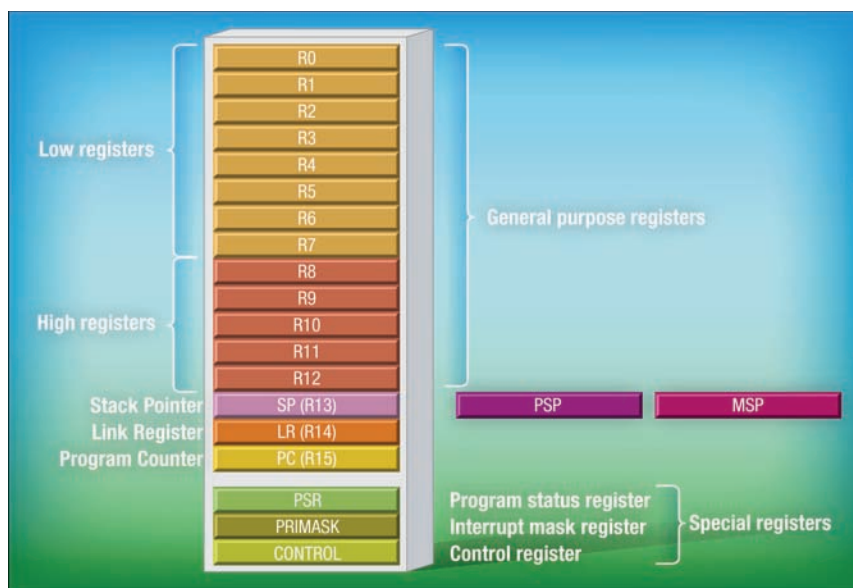 R0
R1
R2
R3
Low registers
R4
R5
R6
General purpose registers
R7
R8
R9
High registers
R10
R11
R12
Stack Pointer SP (R13) PSP MSP
Link Register LR (R14)
Program Counter PC (R15)
PSR Program status register
PRIMASK Interrupt mask register Special registers
CONTROL Control register